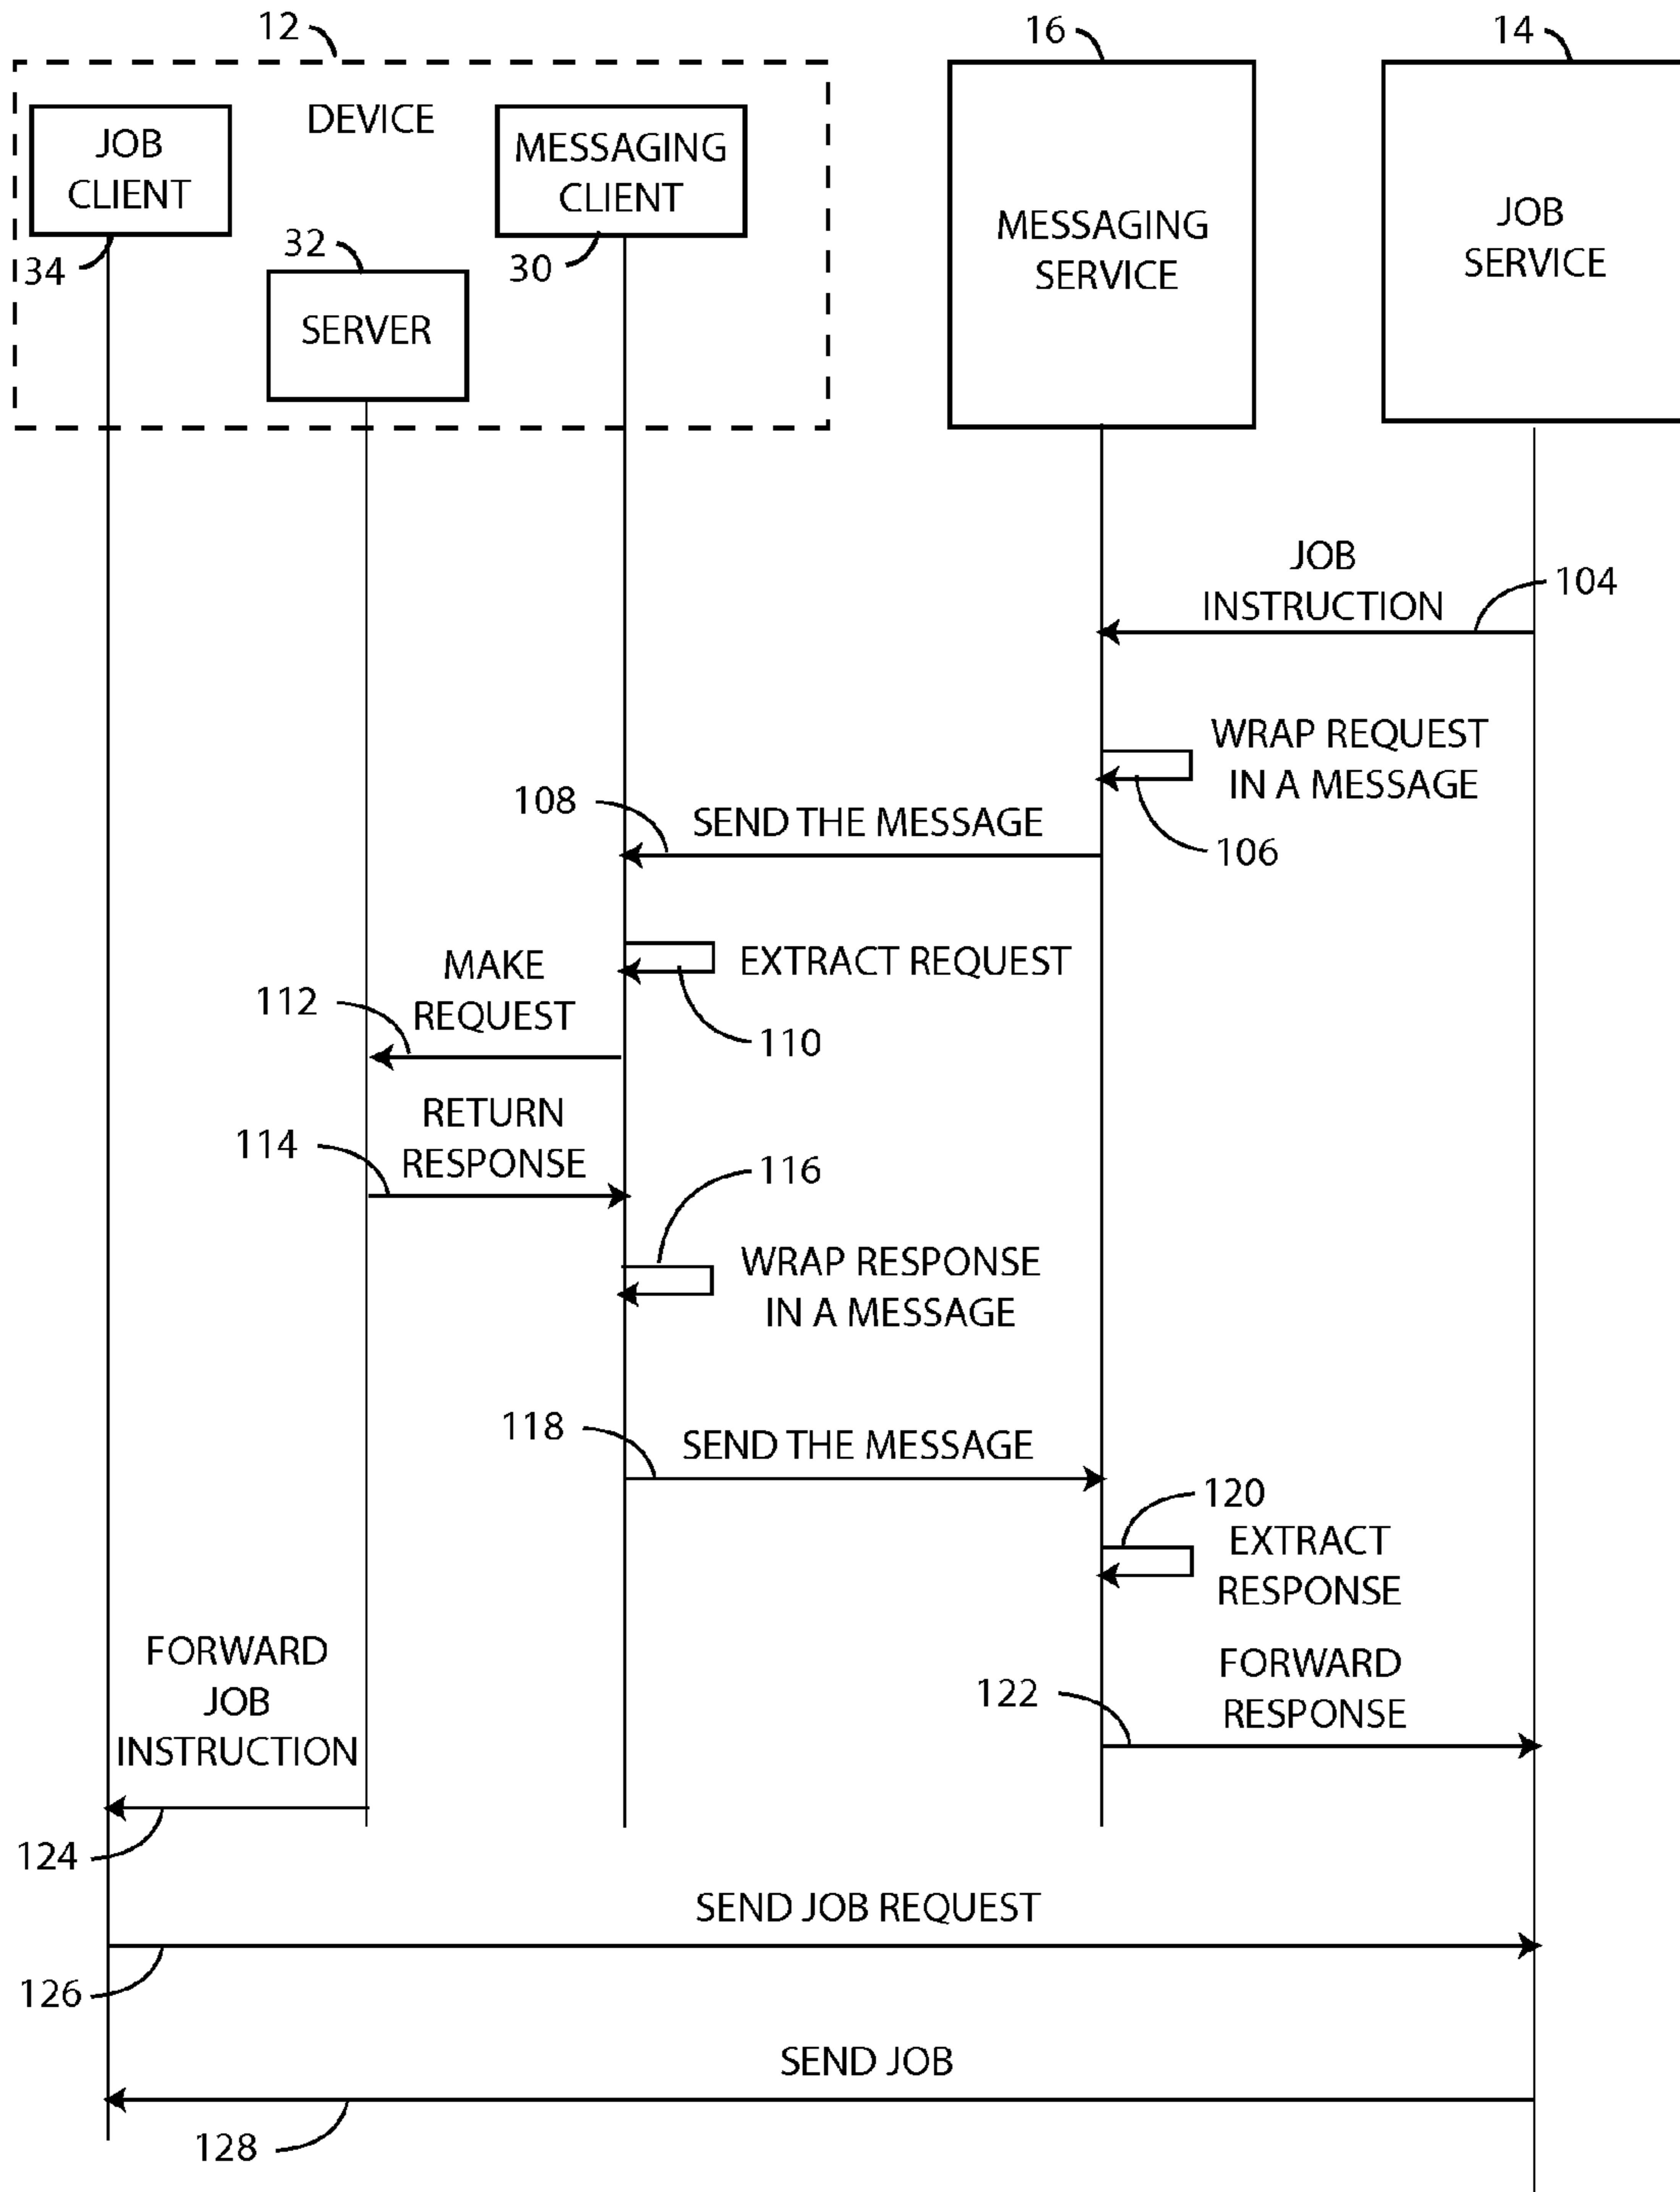 12
16
14
DEVICE
JOB
CLIENT
MESSAGING
CLIENT
34
32
30
SERVER
MESSAGING
SERVICE
JOB
SERVICE
JOB
INSTRUCTION
104
WRAP REQUEST
IN A MESSAGE
106
108
SEND THE MESSAGE
EXTRACT REQUEST
110
MAKE
REQUEST
112
RETURN
RESPONSE
114
116
WRAP RESPONSE
IN A MESSAGE
118
SEND THE MESSAGE
120
EXTRACT
RESPONSE
FORWARD
RESPONSE
122
FORWARD
JOB
INSTRUCTION
124
SEND JOB REQUEST
126
SEND JOB
128